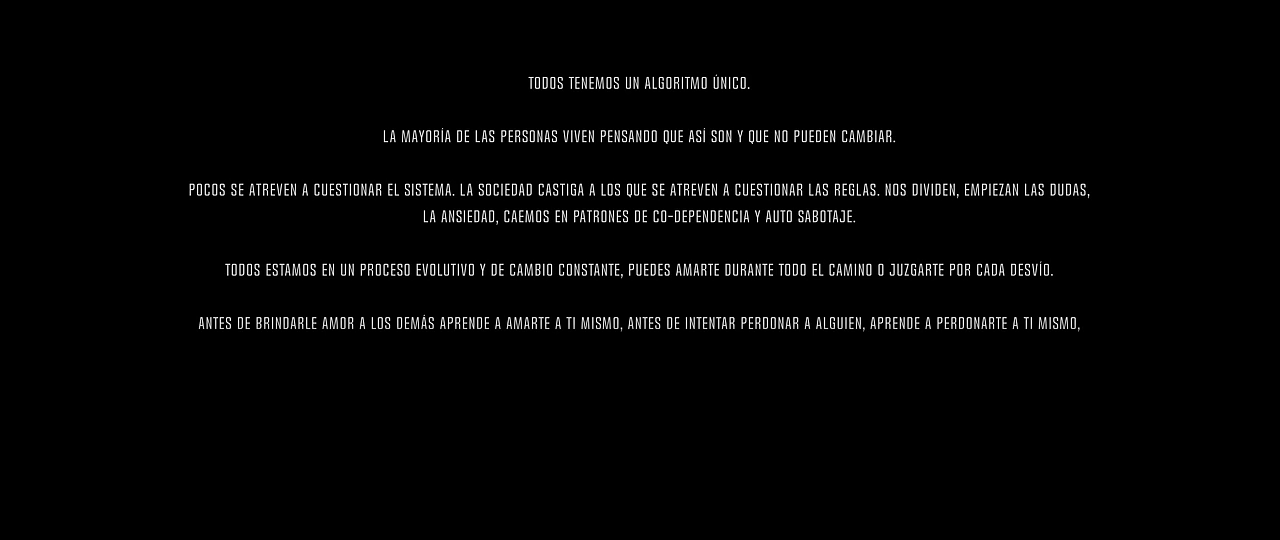 TODOS TENEMOS UN ALGORITMO ÚNICO.
LA MAYORÍA DE LAS PERSONAS VIVEN PENSANDO QUE ASÍ SON Y QUE NO PUEDEN CAMBIAR.
POCOS SE ATREVEN A CUESTIONAR EL SISTEMA. LA SOCIEDAD CASTIGA A LOS QUE SE ATREVEN A CUESTIONAR LAS REGLAS. NOS DIVIDEN, EMPIEZAN LAS DUDAS,
LA ANSIEDAD, CAEMOS EN PATRONES DE CO-DEPENDENCIA Y AUTO SABOTAJE.
TODOS ESTAMOS EN UN PROCESO EVOLUTIVO Y DE CAMBIO CONSTANTE, PUEDES AMARTE DURANTE TODO EL CAMINO O JUZGARTE POR CADA DESVÍO.
ANTES DE BRINDARLE AMOR A LOS DEMÁS APRENDE A AMARTE A TI MISMO, ANTES DE INTENTAR PERDONAR A ALGUIEN, APRENDE A PERDONARTE A TI MISMO,